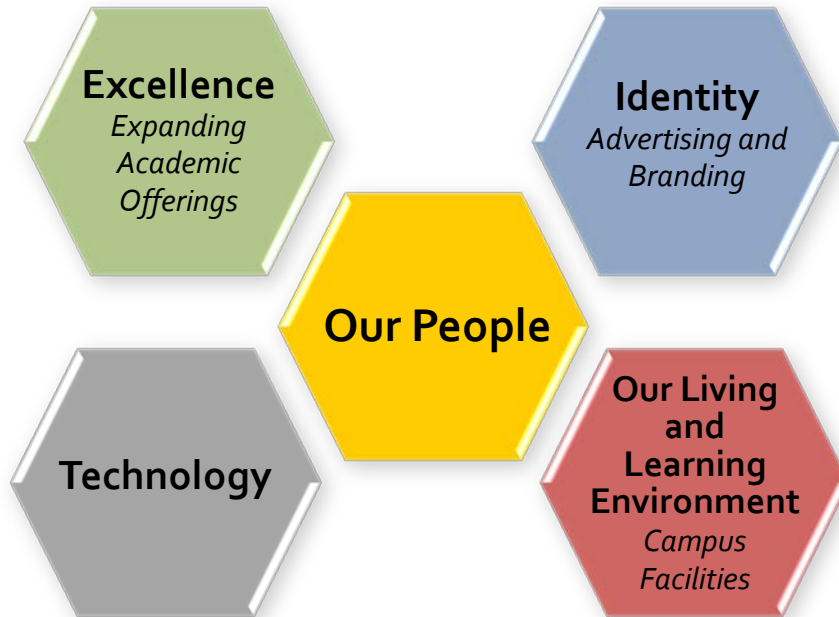 Excellence
Expanding
Academic
Offerings
Identity
Advertising and
Branding
Our People
Technology
Our Living
and
Learning
Environment
Campus
Facilities